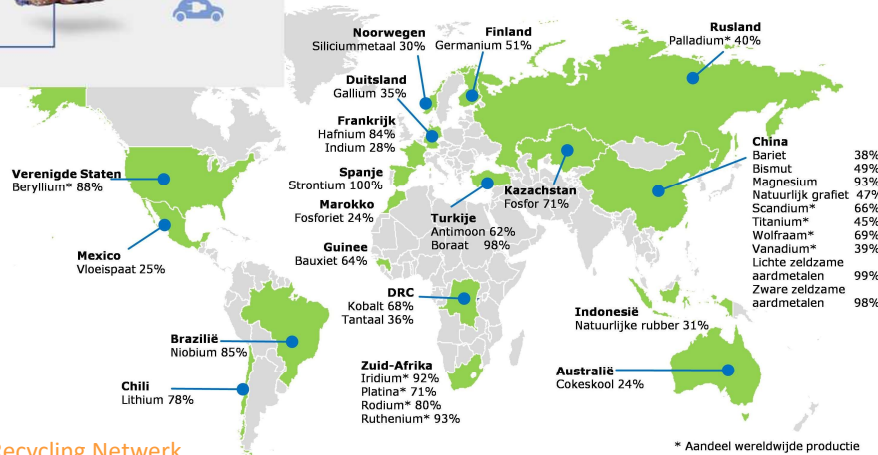 Noorwegen
Siliciummetaal 30%
Finland
Germanium 51%
Rusland
Palladium* 40%
Duitsland
Gallium 35%
Frankrijk
Hafnium 84%
Indium 28%
Spanje
Strontium 100%
Marokko
Fosforiet 24%
Guinee
Bauxiet 64%
Turkije
Antimoon 62%
Boraat 98%
Kazachstan
Fosfor 71%
China
Bariet 38%
Bismut 49%
Magnesium 93%
Natuurlijk grafiet 47%
Scandium* 66%
Titanium* 45%
Wolfraam* 69%
Vanadium* 39%
Lichte zeldzame
aardmetalen 99%
Zware zeldzame
aardmetalen 98%
Verenigde Staten
Beryllium* 88%
Mexico
Vloeispaat 25%
DRC
Kobalt 68%
Tantaal 36%
Indonesië
Natuurlijke rubber 31%
Brazilië
Niobium 85%
Chili
Lithium 78%
Zuid-Afrika
Iridium* 92%
Platina* 71%
Rodium* 80%
Ruthenium* 93%
Australië
Cokeskool 24%
Recycling Netwerk
* Aandeel wereldwijde productie